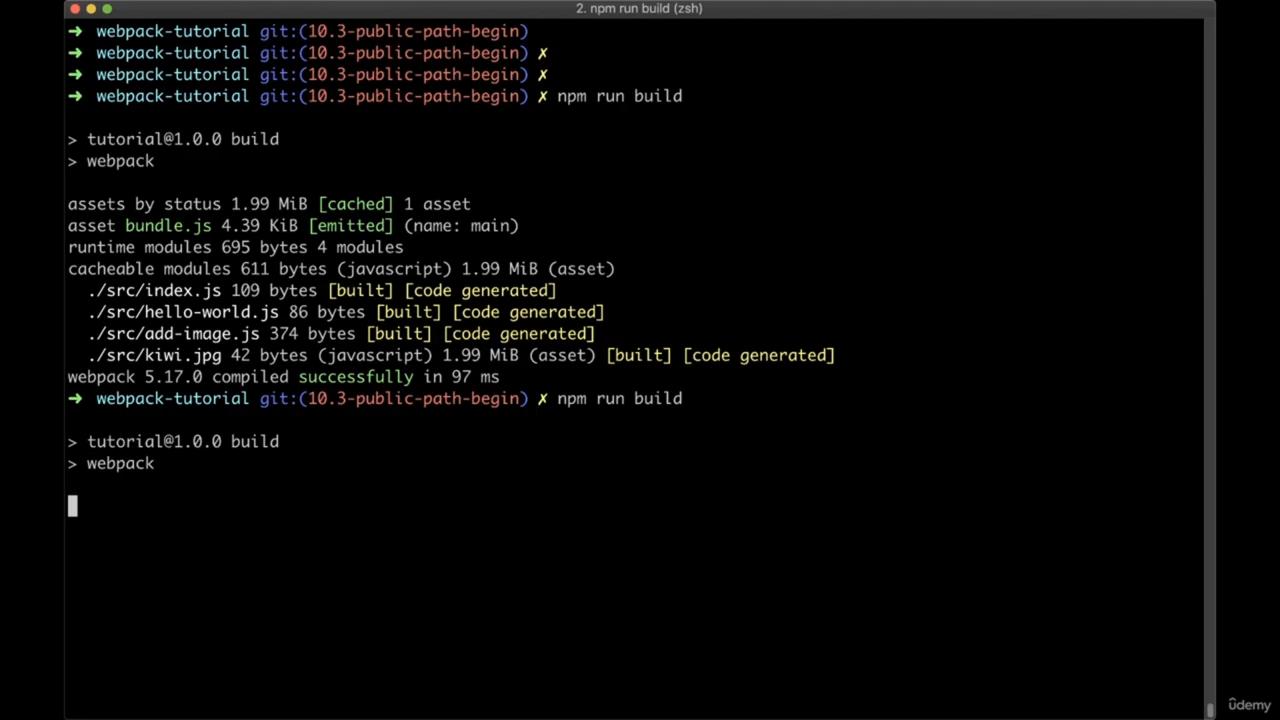 2. npm run build (zsh)
➜ webpack-tutorial git:(10.3-public-path-begin)
➜ webpack-tutorial git:(10.3-public-path-begin) ✗
➜ webpack-tutorial git:(10.3-public-path-begin) ✗
➜ webpack-tutorial git:(10.3-public-path-begin) ✗ npm run build
> tutorial@1.0.0 build
> webpack
assets by status 1.99 MiB [cached] 1 asset
asset bundle.js 4.39 KiB [emitted] (name: main)
runtime modules 695 bytes 4 modules
cacheable modules 611 bytes (javascript) 1.99 MiB (asset)
./src/index.js 109 bytes [built] [code generated]
./src/hello-world.js 86 bytes [built] [code generated]
./src/add-image.js 374 bytes [built] [code generated]
./src/kiwi.jpg 42 bytes (javascript) 1.99 MiB (asset) [built] [code generated]
webpack 5.17.0 compiled successfully in 97 ms
➜ webpack-tutorial git:(10.3-public-path-begin) ✗ npm run build
> tutorial@1.0.0 build
> webpack
ûdemy